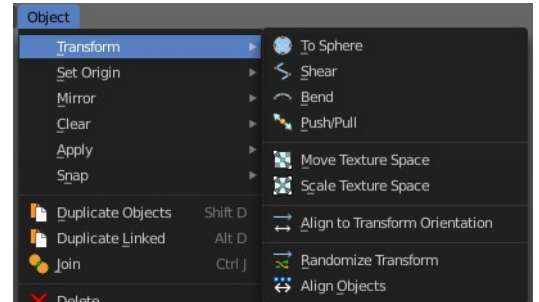 Object
Transform
Set Origin
Mirror
Clear
Apply
Snap
Duplicate Objects Shift D
Duplicate Linked Alt D
Join Ctrl J
Delete
To Sphere
Shear
Bend
Push/Pull
Move Texture Space
Scale Texture Space
Align to Transform Orientation
Randomize Transform
Align Objects